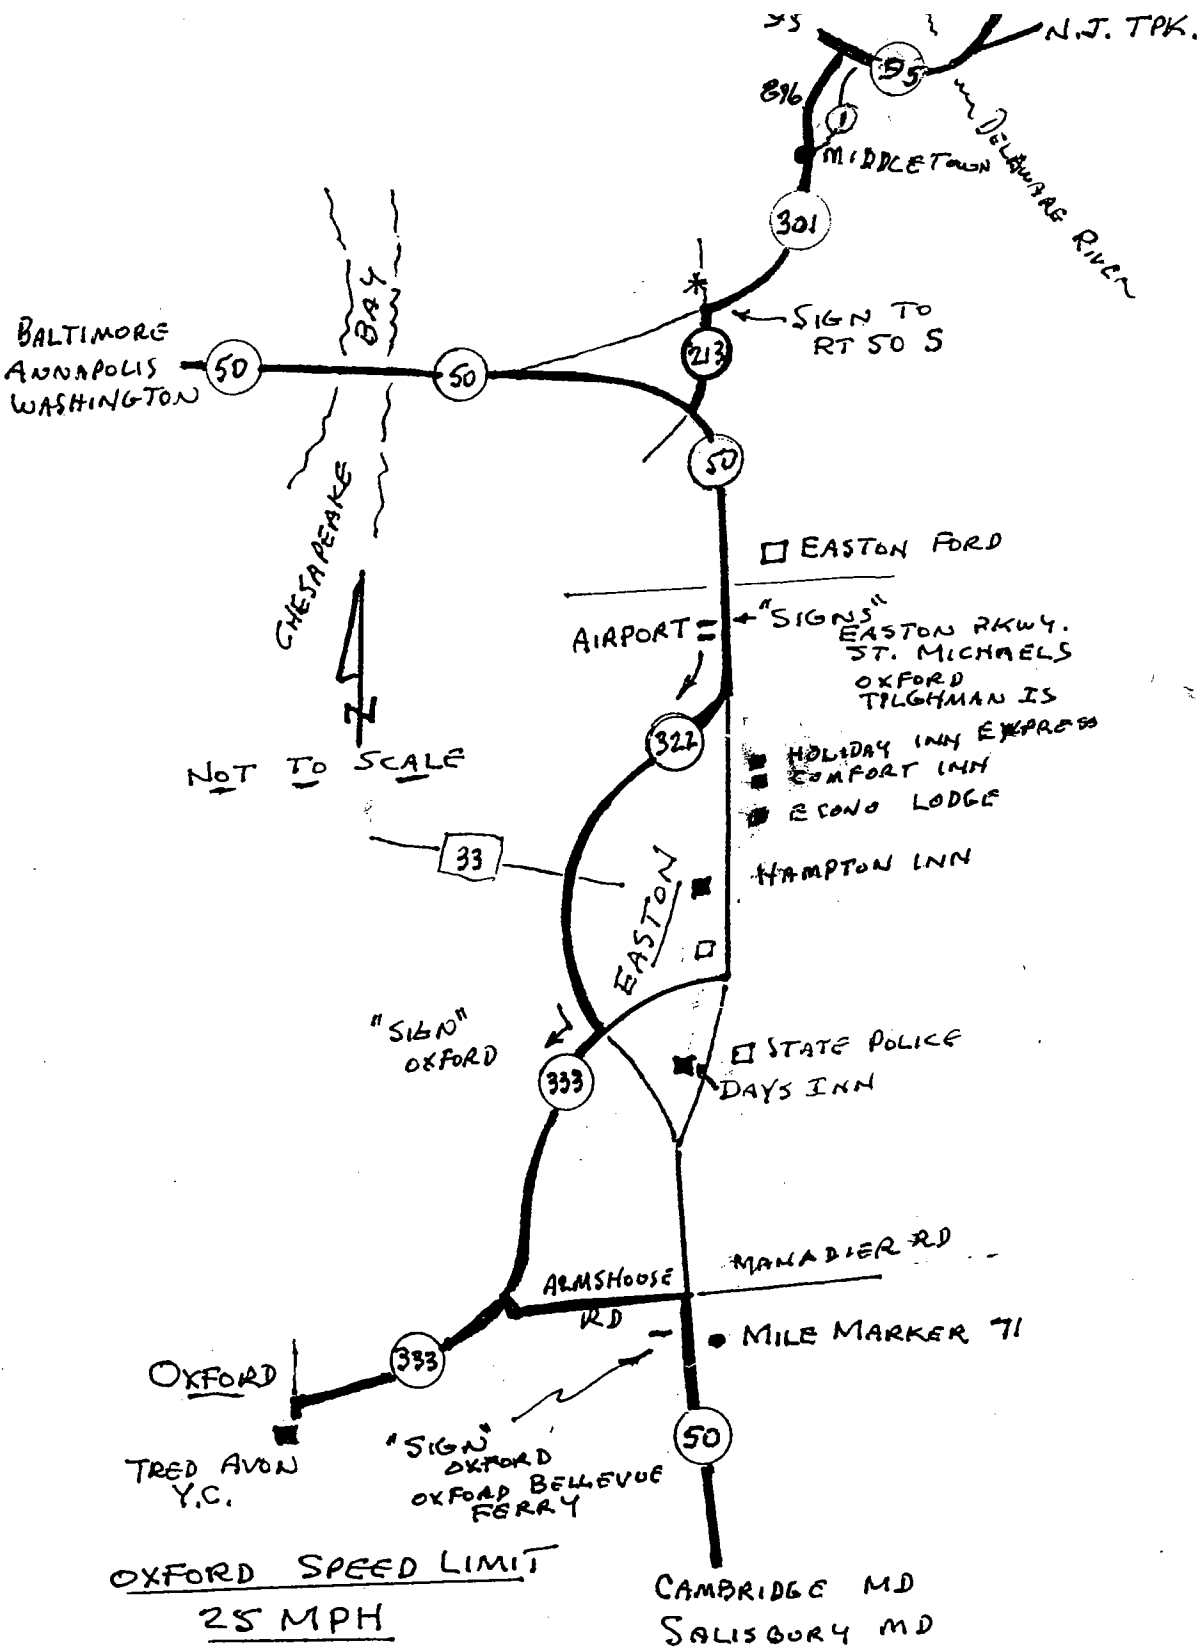 95
N.J. TPK.
95
896
1
MIDDLETOWN
DELAWARE RIVER
301
*
SIGN TO
RT 50 S
213
BALTIMORE
ANNAPOLIS
WASHINGTON
50
BAY
50
50
CHESAPEAKE
EASTON FORD
AIRPORT
"SIGNS"
EASTON PKWY.
ST. MICHAELS
OXFORD
TILGHMAN IS
322
N
NOT TO SCALE
HOLIDAY INN EXPRESS
COMFORT INN
ECONO LODGE
33
HAMPTON INN
EASTON
"SIGN"
OXFORD
STATE POLICE
DAYS INN
333
MANADIER RD
ALMSHOUSE
RD
MILE MARKER 71
333
OXFORD
TRED AVON
Y.C.
50
"SIGN"
OXFORD
OXFORD BELLEVUE
FERRY
OXFORD SPEED LIMIT
25 MPH
CAMBRIDGE MD
SALISBURY MD